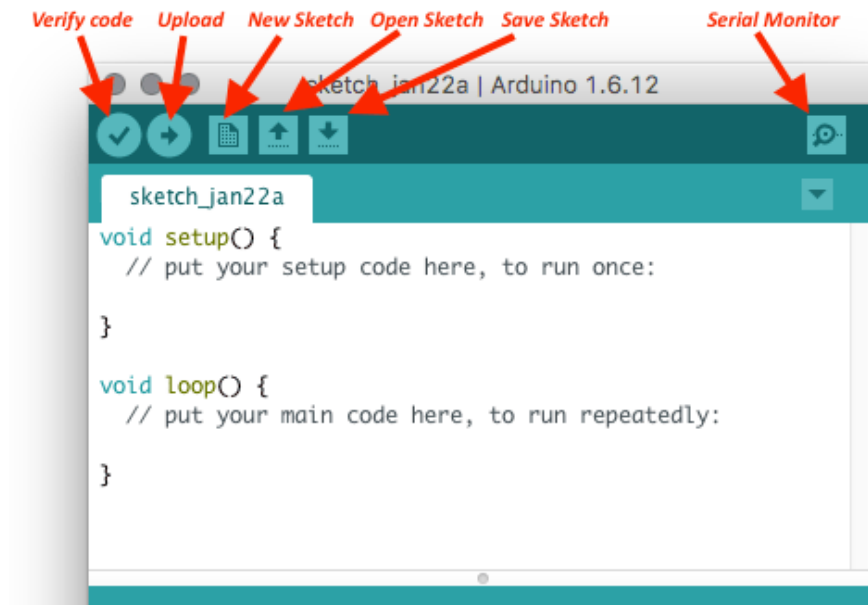 Verify code Upload New Sketch Open Sketch Save Sketch Serial Monitor
sketch_jan22a | Arduino 1.6.12
sketch_jan22a
void setup() {
  // put your setup code here, to run once:
}
void loop() {
  // put your main code here, to run repeatedly:
}